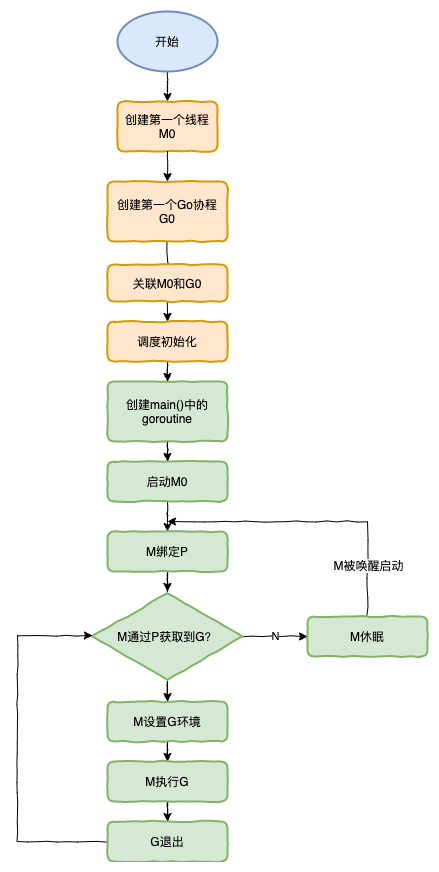 开始
创建第一个线程
M0
创建第一个Go协程
G0
关联M0和G0
调度初始化
创建main()中的
goroutine
启动M0
M绑定P
M被唤醒启动
M通过P获取到G?
N
M休眠
M设置G环境
M执行G
G退出